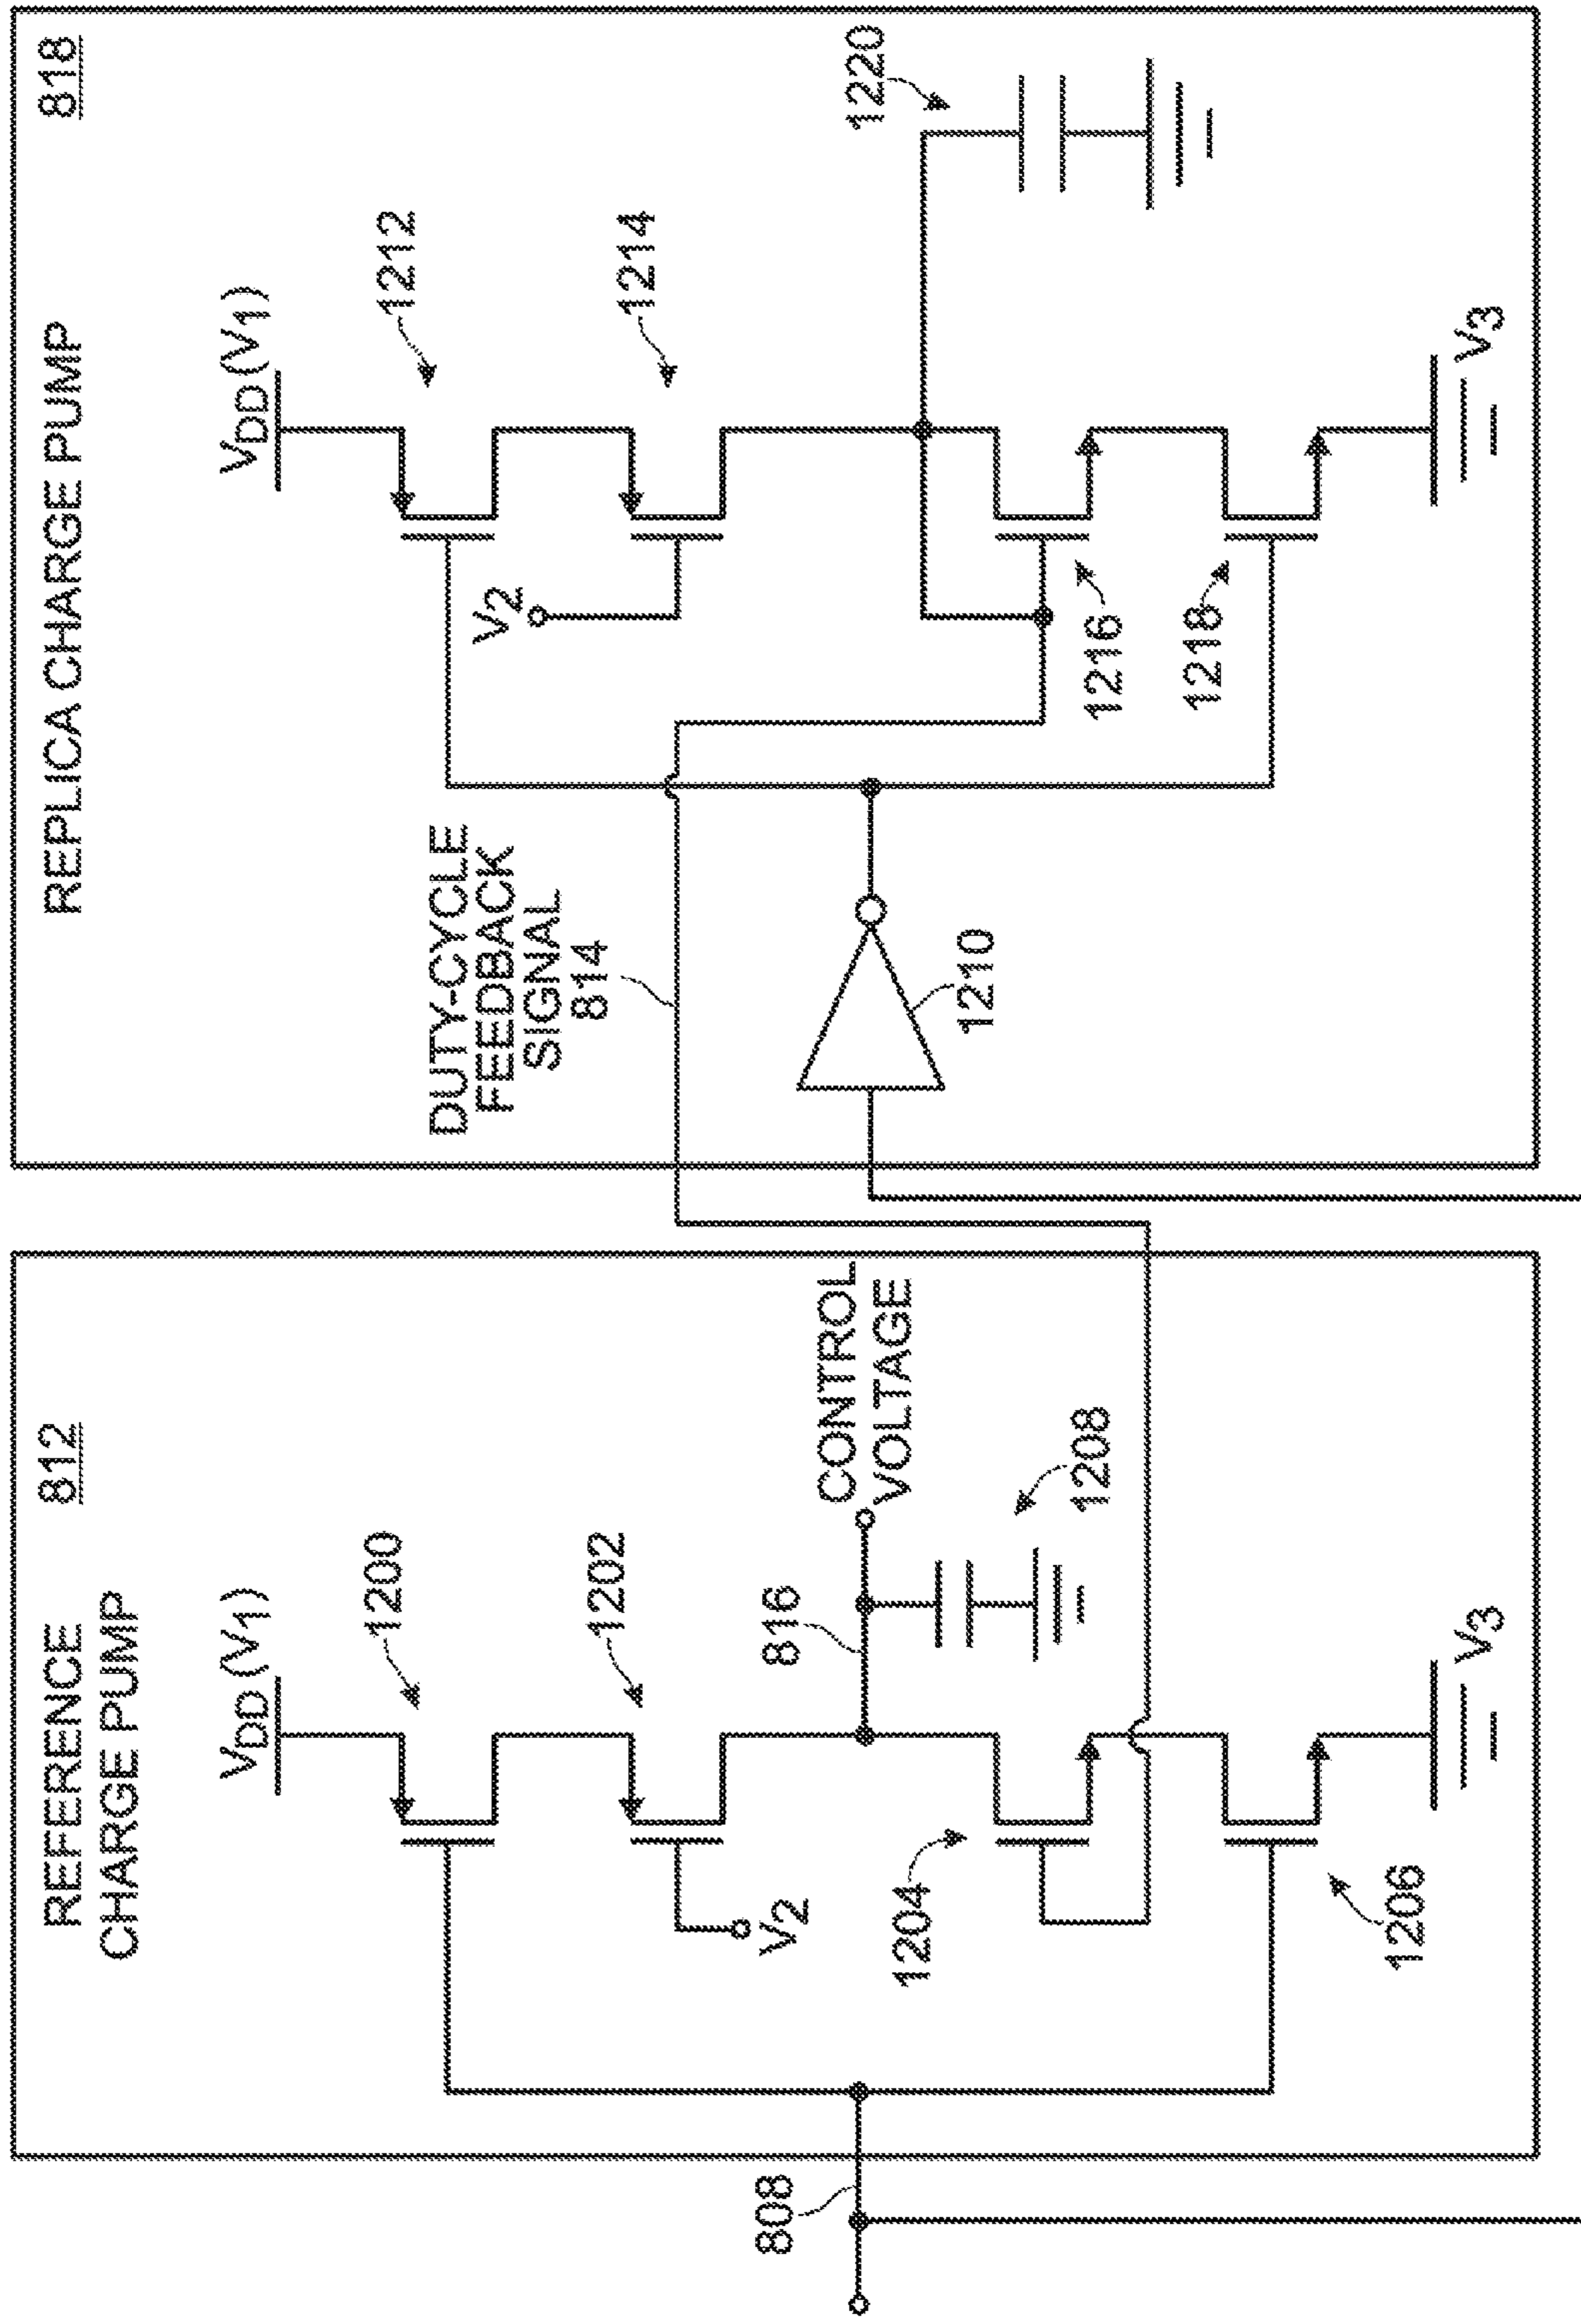 REFERENCE
CHARGE PUMP
812
VDD (V1)
1200
1202
V2
816
CONTROL
VOLTAGE
1204
1208
1206
V3
808
REPLICA CHARGE PUMP
818
VDD (V1)
1212
V2
1214
DUTY-CYCLE
FEEDBACK
SIGNAL
814
1220
1210
1216
1218
V3